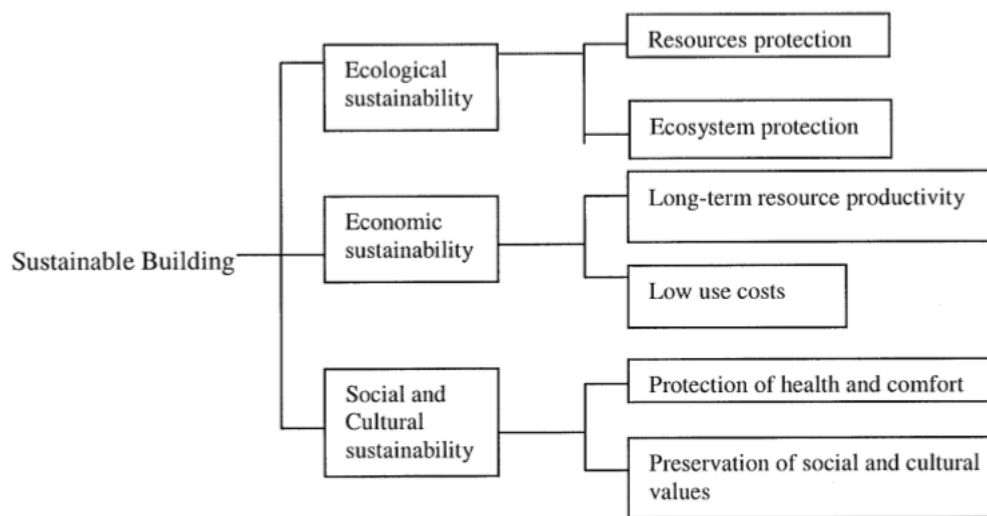 Sustainable Building
Ecological
sustainability
Resources protection
Ecosystem protection
Economic
sustainability
Long-term resource productivity
Low use costs
Social and
Cultural
sustainability
Protection of health and comfort
Preservation of social and cultural
values